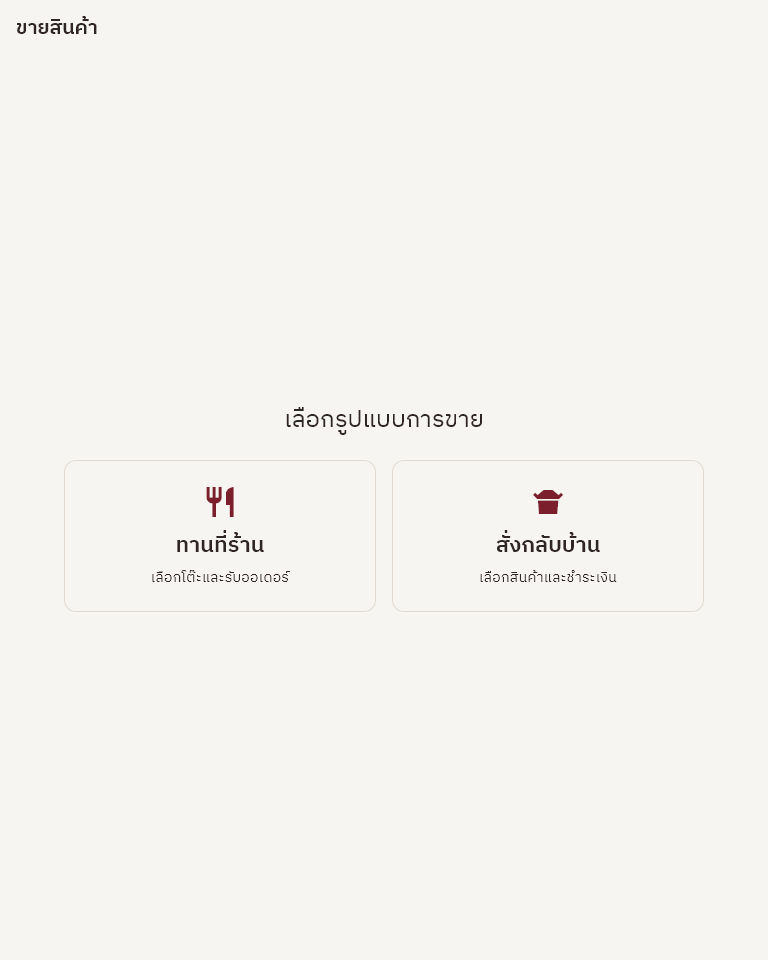 ขายสินค้า
เลือกรูปแบบการขาย
ทานที่ร้าน
เลือกโต๊ะและรับออเดอร์
สั่งกลับบ้าน
เลือกสินค้าและชำระเงิน